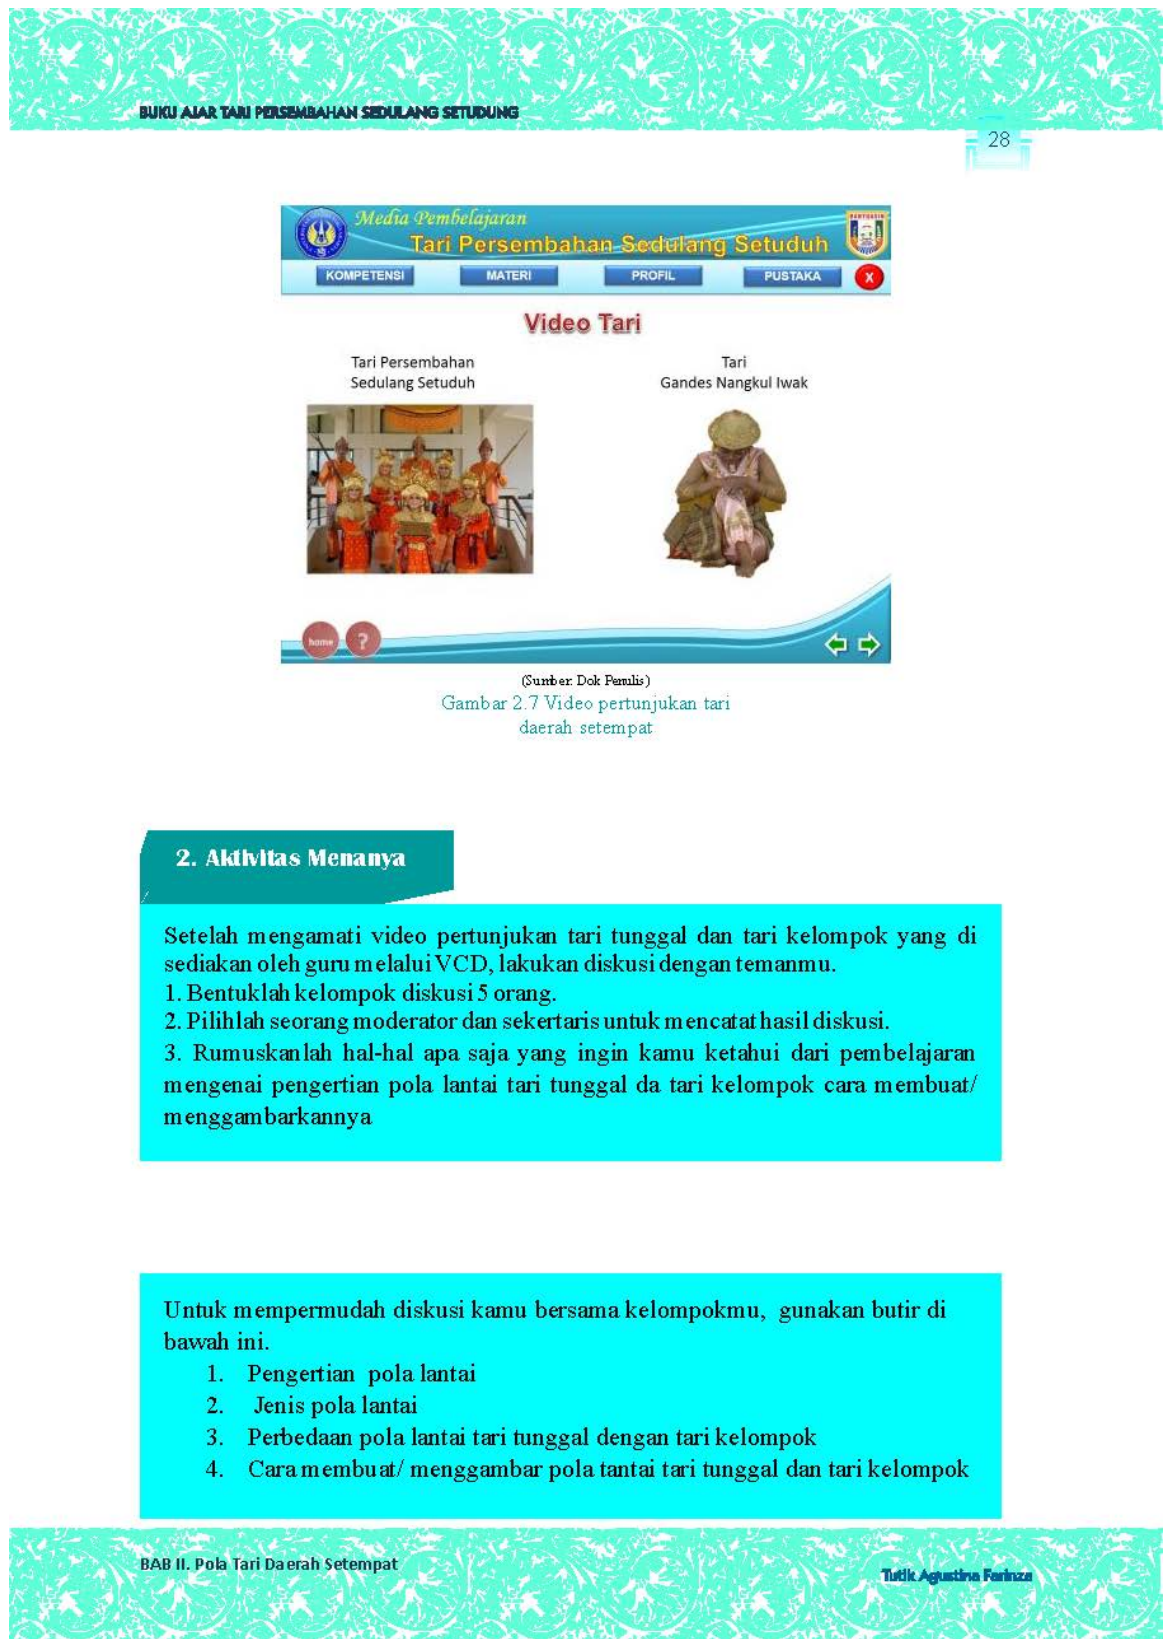 BUKU AJAR TARI PERSEMBAHAN SEDULANG SETUDUNG
28
Media Pembelajaran
Tari Persembahan Sedulang Setuduh
KOMPETENSI
MATERI
PROFIL
PUSTAKA
X
Video Tari
Tari Persembahan
Sedulang Setuduh
Tari
Gandes Nangkul Iwak
home
?
(Sumber: Dok Penulis)
Gambar 2.7 Video pertunjukan tari
daerah setempat
2. Aktivitas Menanya
Setelah mengamati video pertunjukan tari tunggal dan tari kelompok yang di
sediakan oleh guru melalui VCD, lakukan diskusi dengan temanmu.
1. Bentuklah kelompok diskusi 5 orang.
2. Pilihlah seorang moderator dan sekertaris untuk mencatat hasil diskusi.
3. Rumuskanlah hal-hal apa saja yang ingin kamu ketahui dari pembelajaran
mengenai pengertian pola lantai tari tunggal da tari kelompok cara membuat/
menggambarkannya
Untuk mempermudah diskusi kamu bersama kelompokmu, gunakan butir di
bawah ini.
1. Pengertian pola lantai
2. Jenis pola lantai
3. Perbedaan pola lantai tari tunggal dengan tari kelompok
4. Cara membuat/ menggambar pola tantai tari tunggal dan tari kelompok
BAB II. Pola Tari Daerah Setempat
Tutik Agustina Farinza